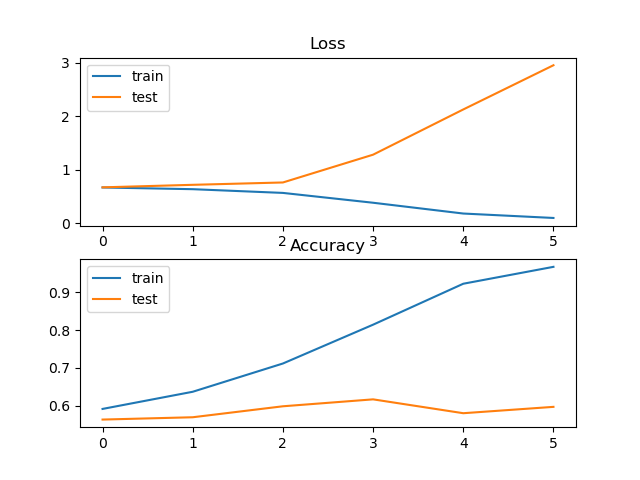 Loss
3
2
1
0
train
test
0 1 2 3 4 5
Accuracy
0.9
0.8
0.7
0.6
train
test
0 1 2 3 4 5